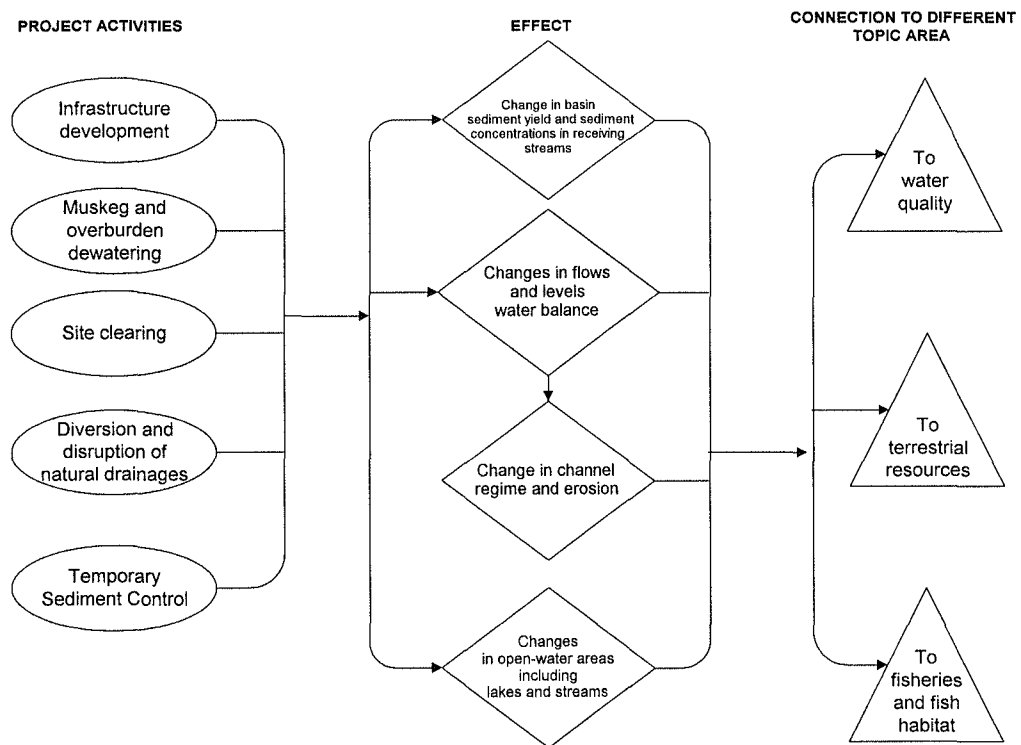 PROJECT ACTIVITIES
EFFECT
CONNECTION TO DIFFERENT
TOPIC AREA
Infrastructure
development
Muskeg and
overburden
dewatering
Site clearing
Diversion and
disruption of
natural drainages
Temporary
Sediment Control
Change in basin
sediment yield and sediment
concentrations in receiving
streams
Changes in flows
and levels
water balance
Change in channel
regime and erosion
Changes
in open-water areas
including
lakes and streams
To
water
quality
To
terrestrial
resources
To
fisheries
and fish
habitat